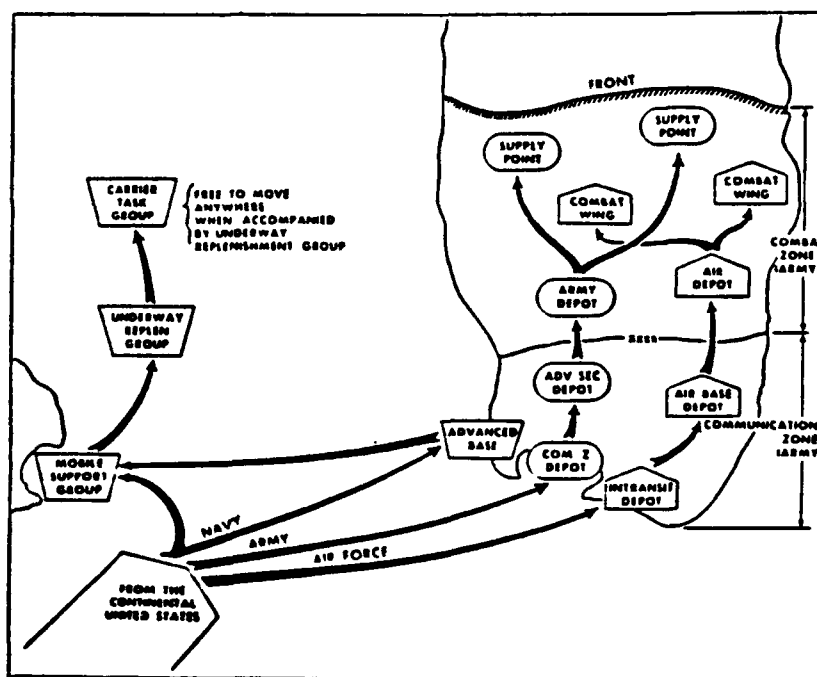 FRONT
SUPPLY
POINT
SUPPLY
POINT
CARRIER
TASK
GROUP
FREE TO MOVE
ANYWHERE
WHEN ACCOMPANIED
BY UNDERWAY
REPLENISHMENT GROUP
COMBAT
WING
COMBAT
WING
COMBAT
ZONE
(ARMY)
AIR
DEPOT
ARMY
DEPOT
UNDERWAY
REPLEN
GROUP
REAR
ADV SEC
DEPOT
AIR BASE
DEPOT
COMMUNICATION
ZONE
(ARMY)
ADVANCED
BASE
COM Z
DEPOT
MOBILE
SUPPORT
GROUP
INTRANSIT
DEPOT
NAVY
ARMY
AIR FORCE
FROM THE
CONTINENTAL
UNITED STATES